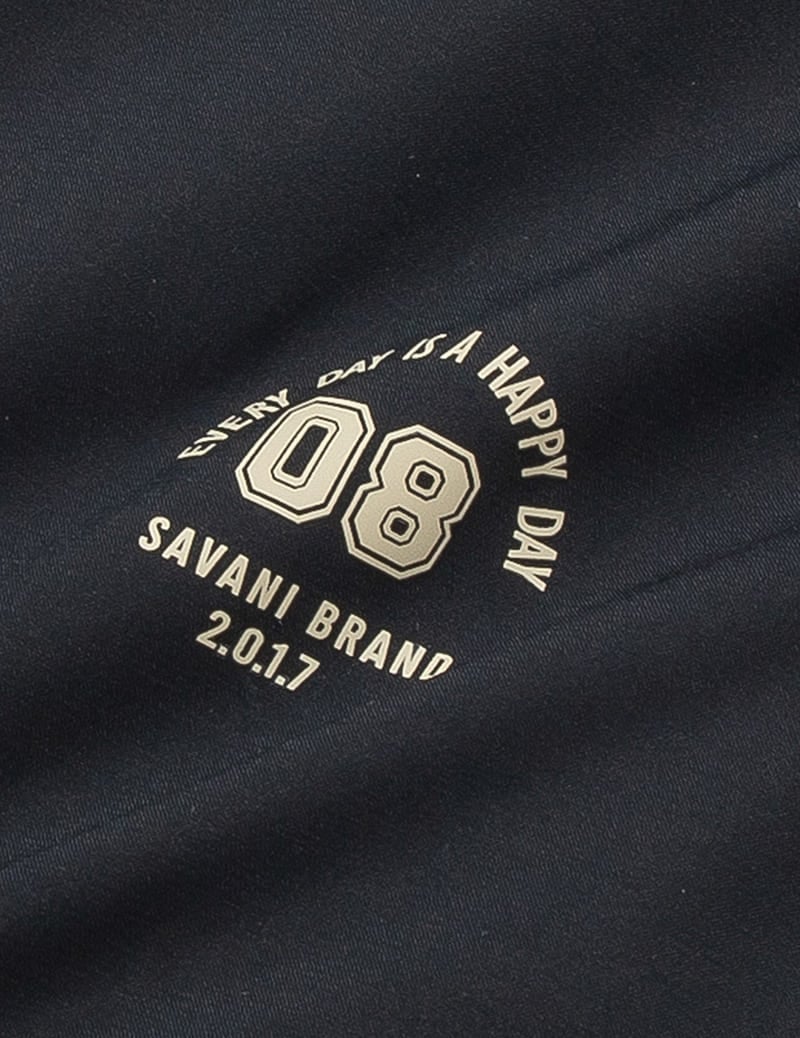 EVERY DAY IS A HAPPY DAY
08
SAVANI BRAND
2.0.1.7